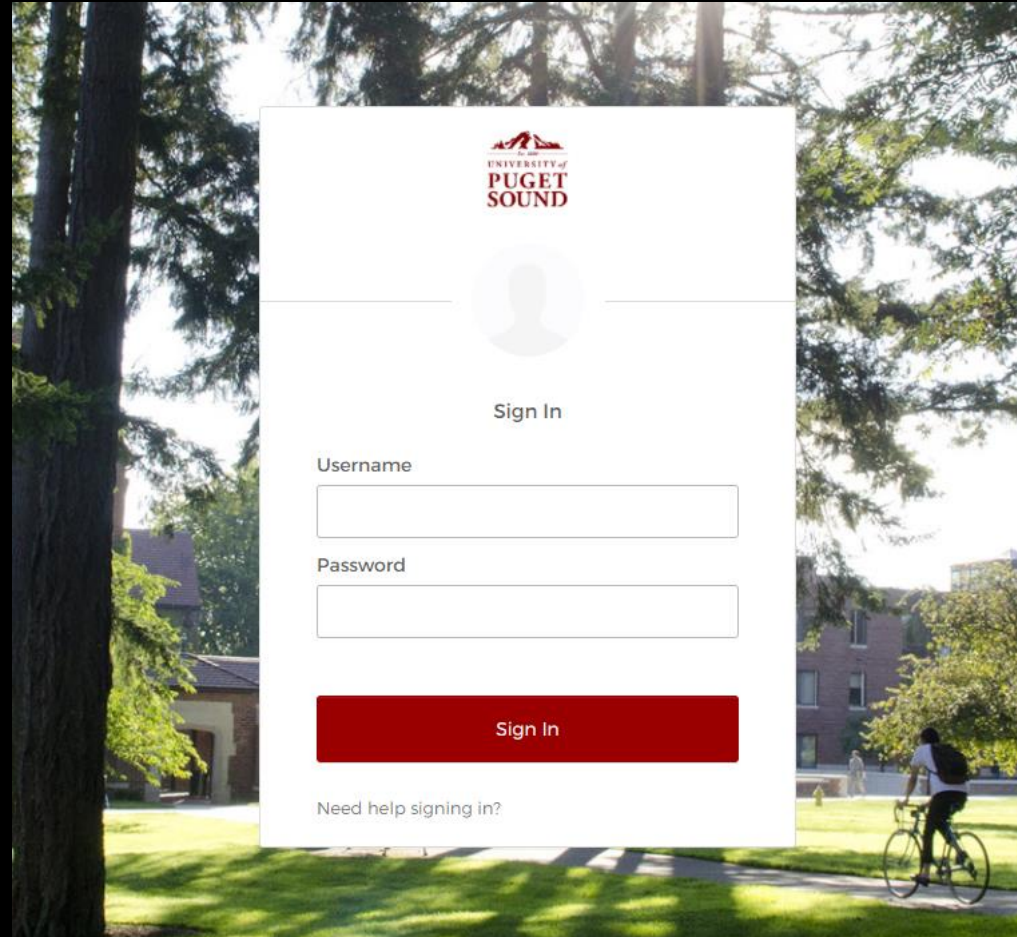 UNIVERSITY of
PUGET
SOUND
Sign In
Username
Password
Sign In
Need help signing in?